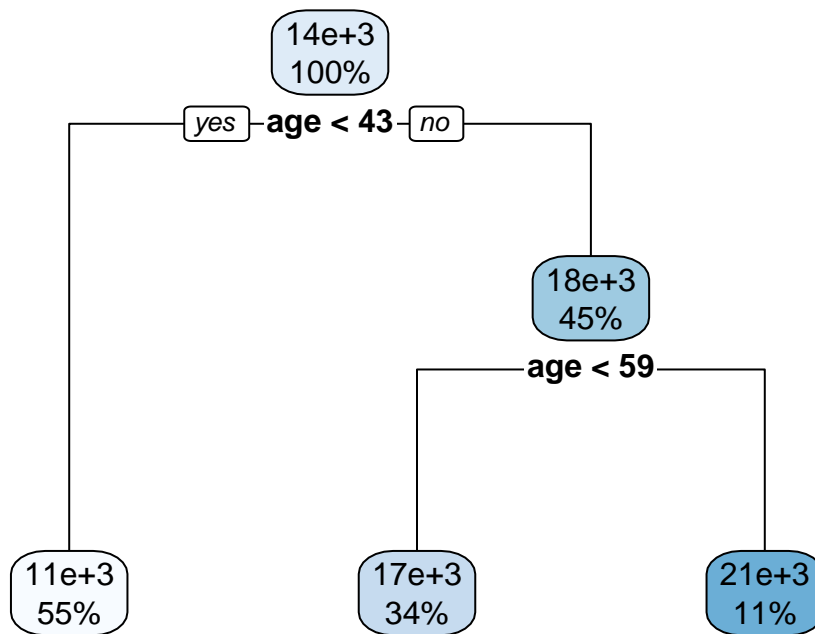 14e+3
100%
yes age < 43 no
18e+3
45%
age < 59
11e+3
55%
17e+3
34%
21e+3
11%